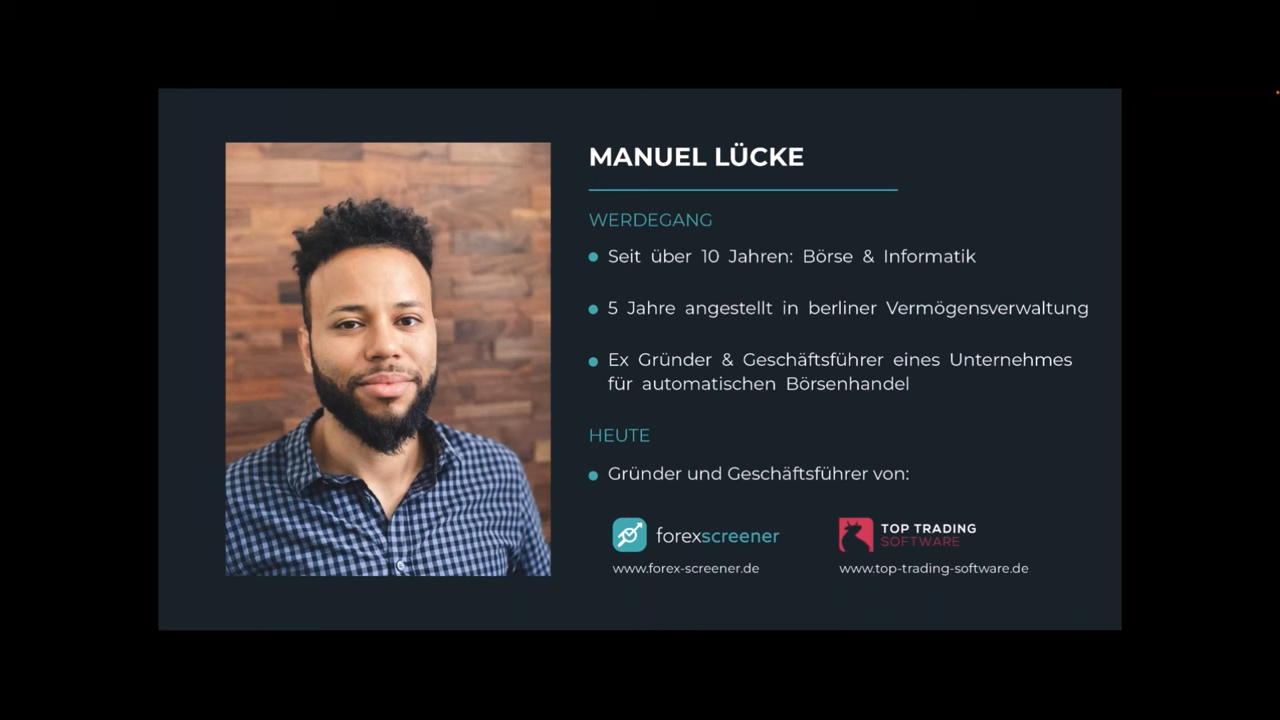 MANUEL LÜCKE
WERDEGANG
Seit über 10 Jahren: Börse & Informatik
5 Jahre angestellt in berliner Vermögensverwaltung
Ex Gründer & Geschäftsführer eines Unternehmes
für automatischen Börsenhandel
HEUTE
Gründer und Geschäftsführer von:
forexscreener
www.forex-screener.de
TOP TRADING
SOFTWARE
www.top-trading-software.de